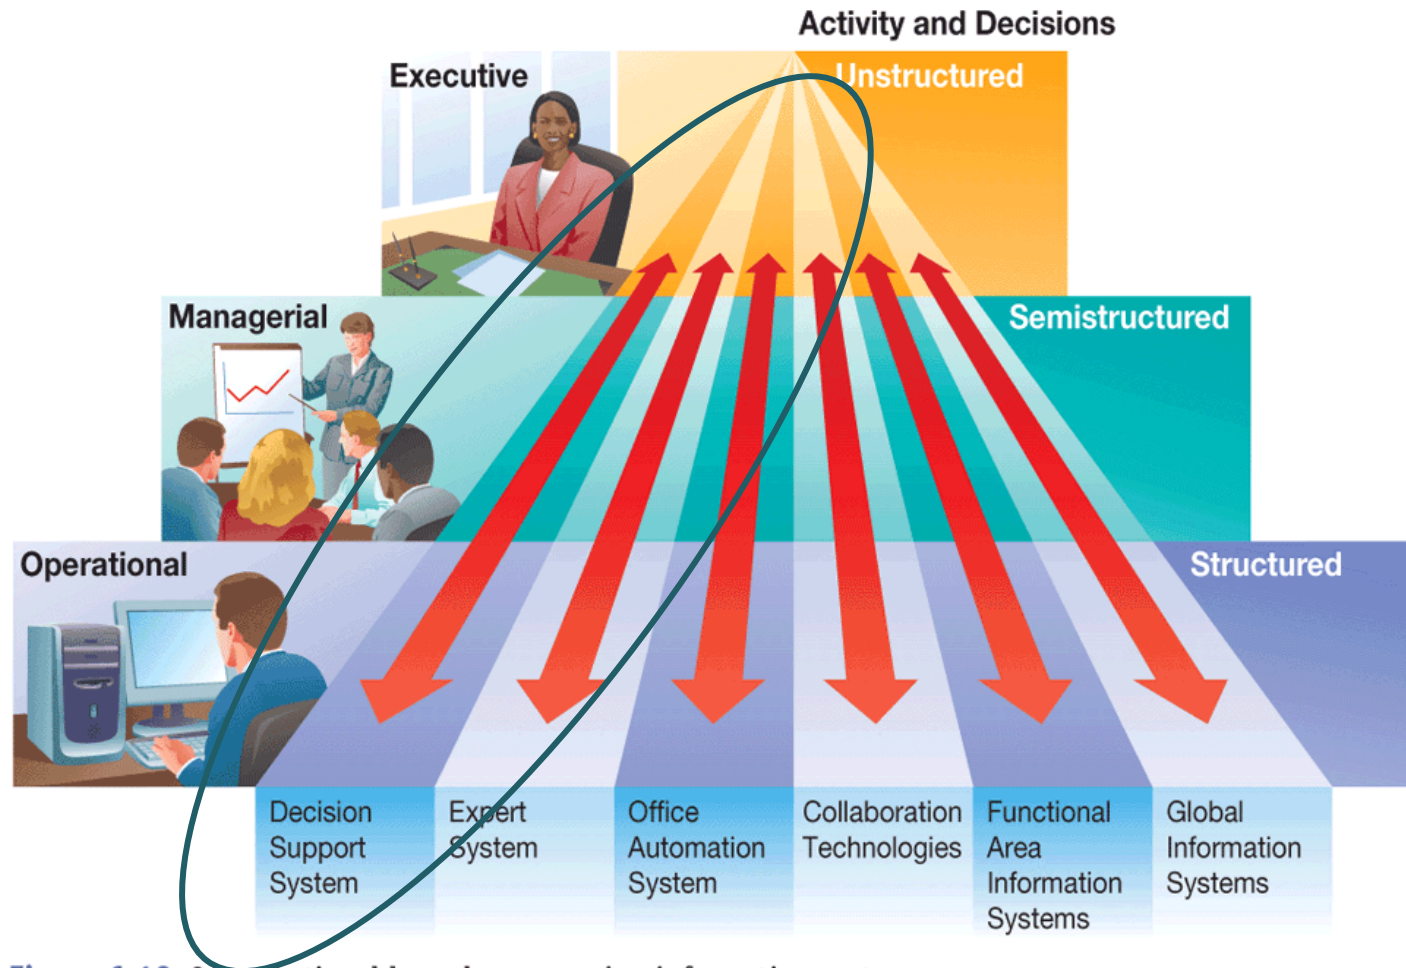 Activity and Decisions
Executive
Unstructured
Managerial
Semistructured
Operational
Structured
Decision
Support
System
Expert
System
Office
Automation
System
Collaboration
Technologies
Functional
Area
Information
Systems
Global
Information
Systems